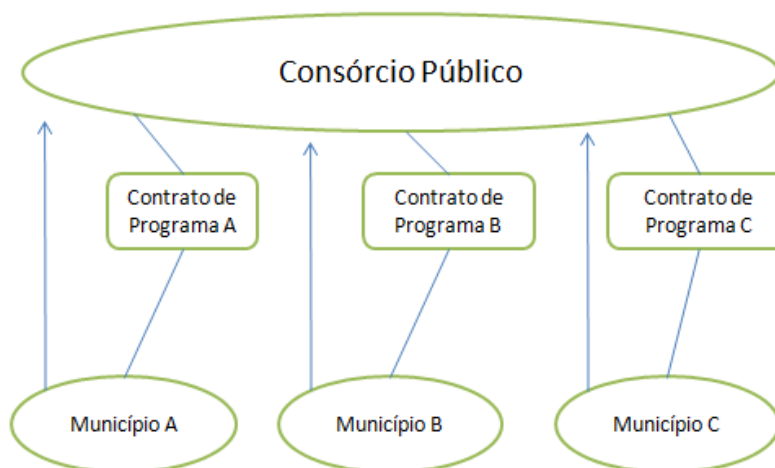 Consórcio Público
Contrato de
Programa A
Contrato de
Programa B
Contrato de
Programa C
Município A
Município B
Município C